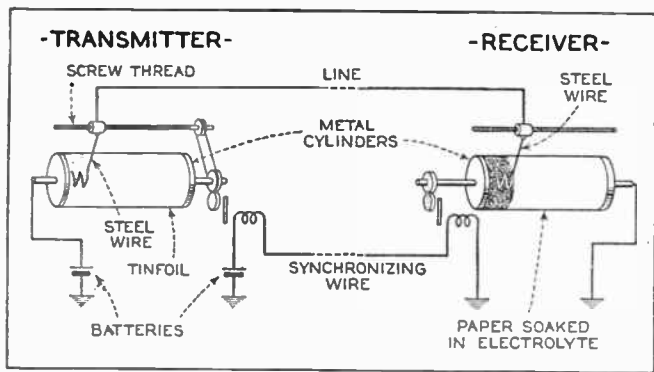 -TRANSMITTER-
-RECEIVER-
SCREW THREAD
LINE
STEEL
WIRE
METAL
CYLINDERS
W
W
STEEL
WIRE
TINFOIL
SYNCHRONIZING
WIRE
BATTERIES
PAPER SOAKED
IN ELECTROLYTE